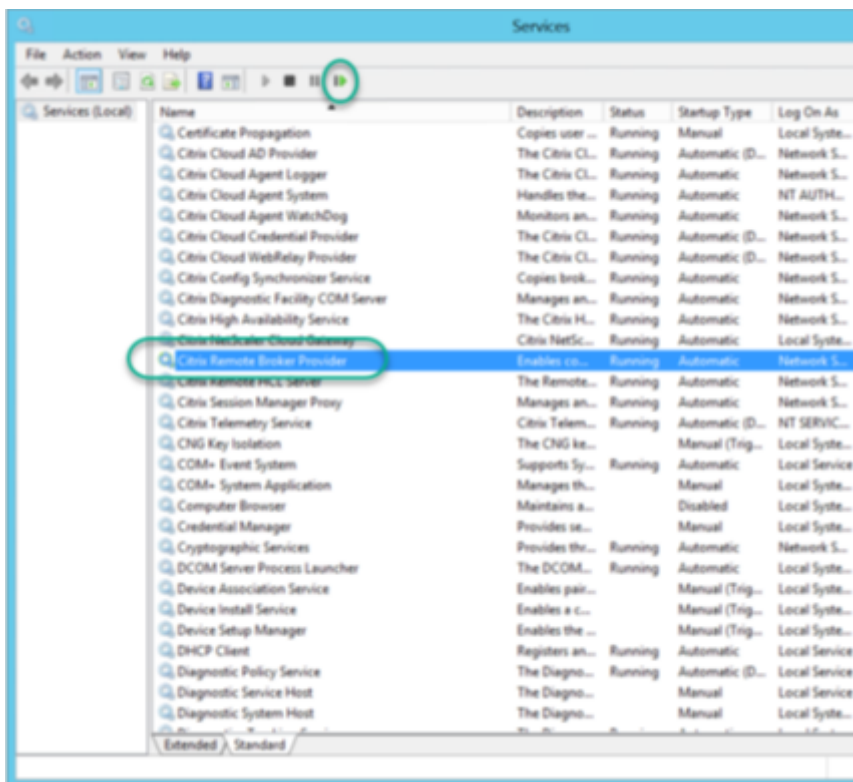 Services
File Action View Help
Services (Local)
Name Description Status Startup Type Log On As
Certificate Propagation Copies user ... Running Manual Local Syste...
Citrix Cloud AD Provider The Citrix Cl... Running Automatic (D... Network S...
Citrix Cloud Agent Logger The Citrix Cl... Running Automatic Network S...
Citrix Cloud Agent System Handles the... Running Automatic NT AUTH...
Citrix Cloud Agent WatchDog Monitors an... Running Automatic Network S...
Citrix Cloud Credential Provider The Citrix Cl... Running Automatic (D... Network S...
Citrix Cloud WebRelay Provider The Citrix Cl... Running Automatic (D... Network S...
Citrix Config Synchronizer Service Copies brok... Running Automatic Network S...
Citrix Diagnostic Facility COM Server Manages an... Running Automatic Network S...
Citrix High Availability Service The Citrix H... Running Automatic Network S...
Citrix NetScaler Cloud Gateway Citrix NetSc... Running Automatic Local Syste...
Citrix Remote Broker Provider Enables co... Running Automatic Network S...
Citrix Remote HCL Server The Remote... Running Automatic Network S...
Citrix Session Manager Proxy Manages an... Running Automatic Network S...
Citrix Telemetry Service Citrix Telem... Running Automatic (D... NT SERVIC...
CNG Key Isolation The CNG ke... Manual (Trig... Local Syste...
COM+ Event System Supports Sy... Running Automatic Local Service
COM+ System Application Manages th... Manual Local Syste...
Computer Browser Maintains a... Disabled Local Syste...
Credential Manager Provides se... Manual Local Syste...
Cryptographic Services Provides thr... Running Automatic Network S...
DCOM Server Process Launcher The DCOM... Running Automatic Local Syste...
Device Association Service Enables pair... Manual (Trig... Local Syste...
Device Install Service Enables a c... Manual (Trig... Local Syste...
Device Setup Manager Enables the ... Manual (Trig... Local Syste...
DHCP Client Registers an... Running Automatic Local Service
Diagnostic Policy Service The Diagno... Running Automatic (D... Local Service
Diagnostic Service Host The Diagno... Manual Local Service
Diagnostic System Host The Diagno... Manual Local Syste...
Extended Standard